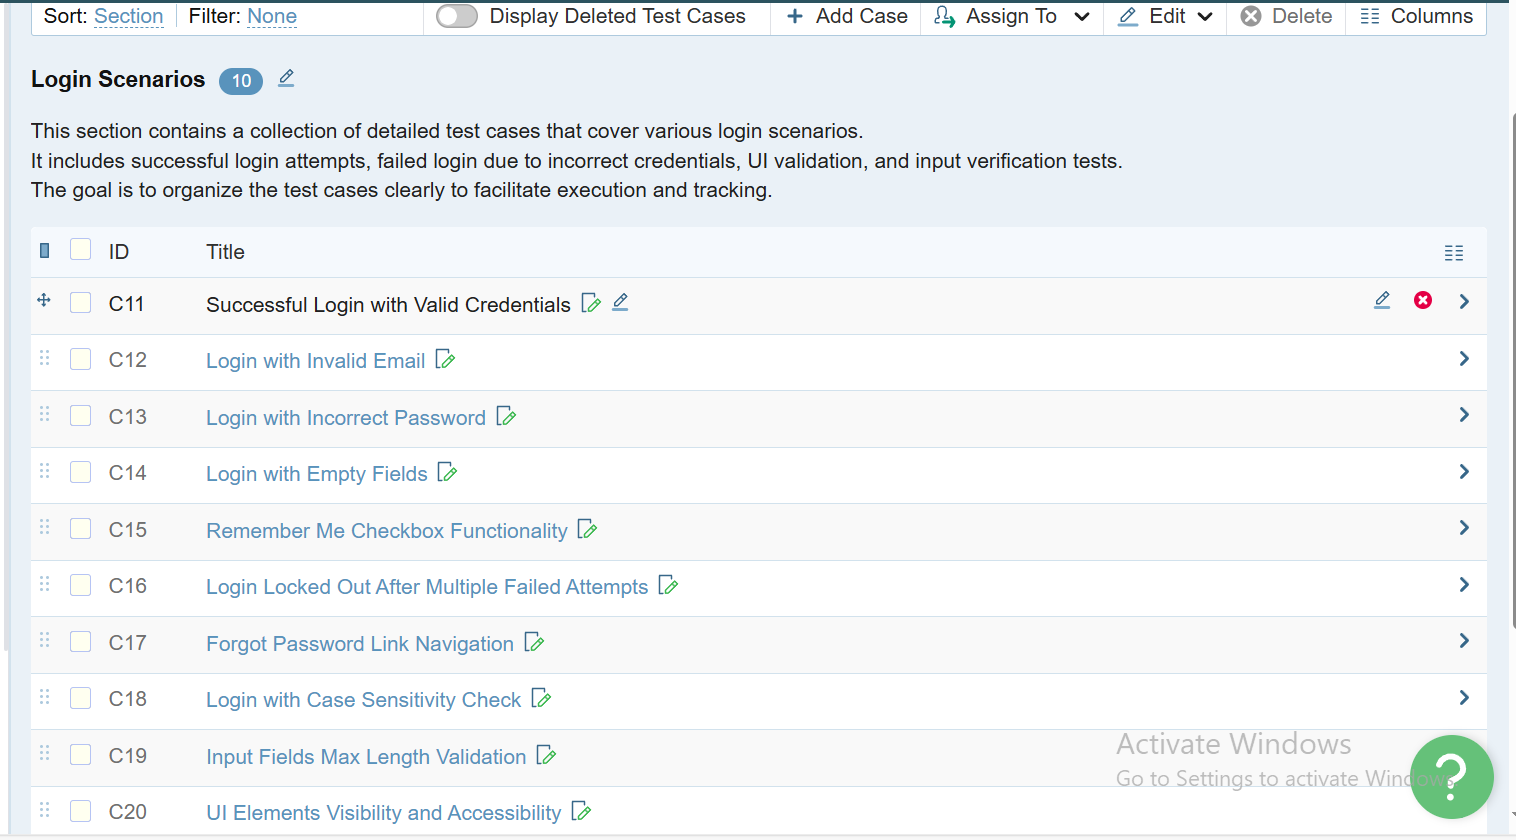 Sort: Section Filter: None Display Deleted Test Cases + Add Case Assign To Edit Delete Columns
Login Scenarios 10
This section contains a collection of detailed test cases that cover various login scenarios.
It includes successful login attempts, failed login due to incorrect credentials, UI validation, and input verification tests.
The goal is to organize the test cases clearly to facilitate execution and tracking.
ID Title
C11 Successful Login with Valid Credentials
C12 Login with Invalid Email
C13 Login with Incorrect Password
C14 Login with Empty Fields
C15 Remember Me Checkbox Functionality
C16 Login Locked Out After Multiple Failed Attempts
C17 Forgot Password Link Navigation
C18 Login with Case Sensitivity Check
C19 Input Fields Max Length Validation
C20 UI Elements Visibility and Accessibility
Activate Windows
Go to Settings to activate Windows.
?